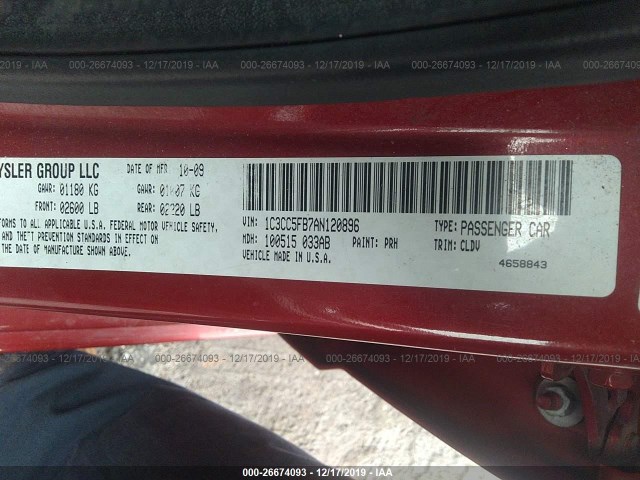 000-26674093 - 12/17/2019 - IAA
YSLER GROUP LLC
DATE OF MFR 10-09
GAWR: 01180 KG
FRONT: 02600 LB
REAR: LB
FORMS TO ALL APPLICABLE U.S.A. FEDERAL MOTOR VEHICLE SAFETY,
AND THEFT PREVENTION STANDARDS IN EFFECT
THE DATE OF MANUFACTURE SHOWN ABOVE.
VIN: 1C3CC5FB7AN120896
TYPE: PASSENGER CAR
MDH: 100515 033AB
PAINT: PRH
TRIM: CLDV
VEHICLE MADE IN U.S.A.
4658843
000-26674093 - 12/17/2019 - IAA
000-26674093 - 12/17/2019 - IAA